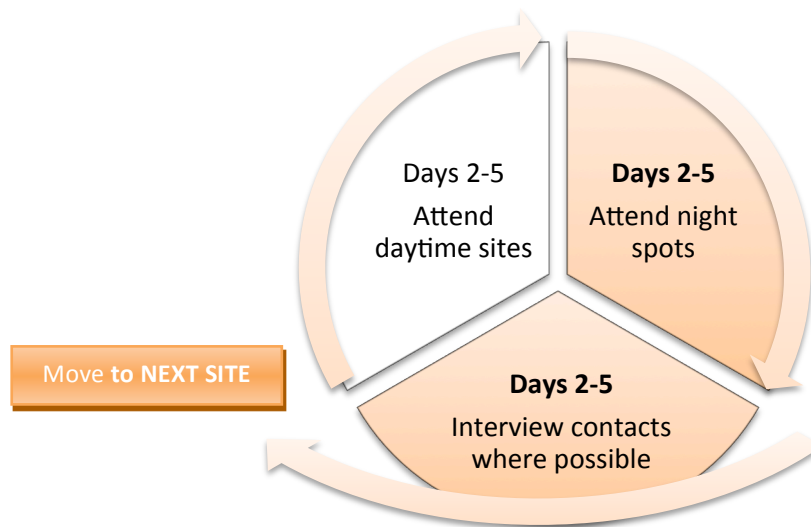 Days 2-5
Attend
daytime sites
Days 2-5
Attend night
spots
Move to NEXT SITE
Days 2-5
Interview contacts
where possible